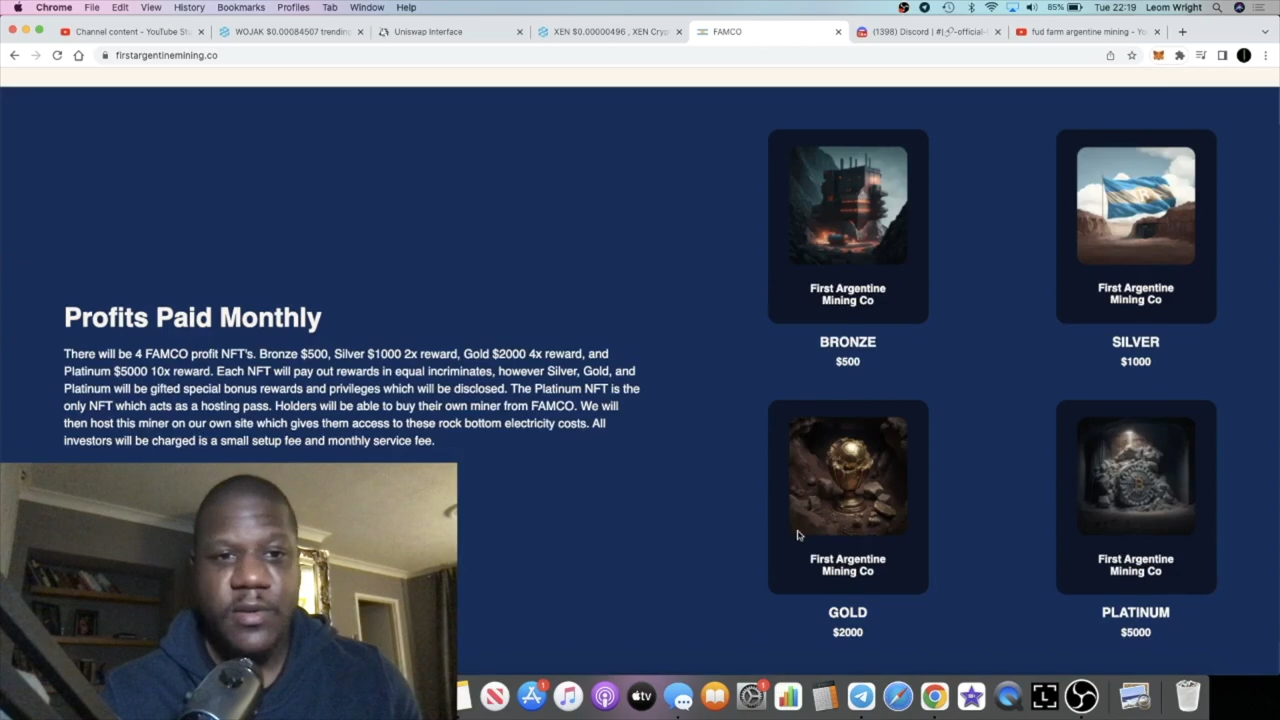 Chrome File Edit View History Bookmarks Profiles Tab Window Help 85% Tue 22:19 Leom Wright
Channel content - YouTube St
WOJAK $0.00084507 trending
Uniswap Interface
XEN $0.00000496 , XEN Cryp
FAMCO
(1398) Discord | #
-official-
fud farm argentine mining - Yo
firstargentinemining.co
First Argentine
Mining Co
BRONZE
$500
First Argentine
Mining Co
SILVER
$1000
Profits Paid Monthly
There will be 4 FAMCO profit NFT's. Bronze $500, Silver $1000 2x reward, Gold $2000 4x reward, and
Platinum $5000 10x reward. Each NFT will pay out rewards in equal incriminates, however Silver, Gold, and
Platinum will be gifted special bonus rewards and privileges which will be disclosed. The Platinum NFT is the
only NFT which acts as a hosting pass. Holders will be able to buy their own miner from FAMCO. We will
then host this miner on our own site which gives them access to these rock bottom electricity costs. All
investors will be charged is a small setup fee and monthly service fee.
First Argentine
Mining Co
GOLD
$2000
First Argentine
Mining Co
PLATINUM
$5000
tv